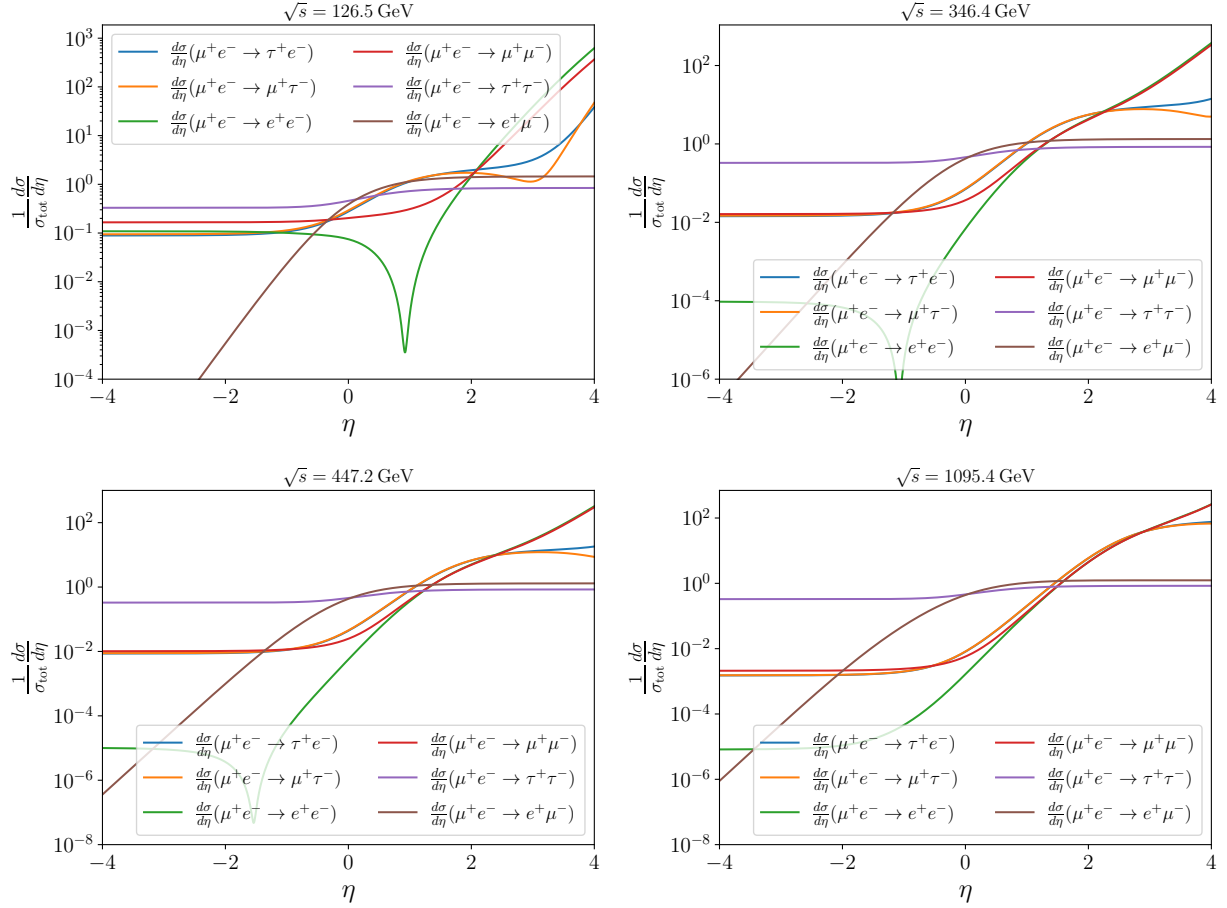 √s = 126.5 GeV
10³
10²
10¹
10⁰
10⁻¹
10⁻²
10⁻³
10⁻⁴
1/σ_tot dσ/dη
dσ/dη(μ⁺e⁻ → τ⁺e⁻) dσ/dη(μ⁺e⁻ → μ⁺μ⁻)
dσ/dη(μ⁺e⁻ → μ⁺τ⁻) dσ/dη(μ⁺e⁻ → τ⁺τ⁻)
dσ/dη(μ⁺e⁻ → e⁺e⁻) dσ/dη(μ⁺e⁻ → e⁺μ⁻)
−4 −2 0 2 4
η
√s = 346.4 GeV
10²
10⁰
10⁻²
10⁻⁴
10⁻⁶
1/σ_tot dσ/dη
dσ/dη(μ⁺e⁻ → τ⁺e⁻) dσ/dη(μ⁺e⁻ → μ⁺μ⁻)
dσ/dη(μ⁺e⁻ → μ⁺τ⁻) dσ/dη(μ⁺e⁻ → τ⁺τ⁻)
dσ/dη(μ⁺e⁻ → e⁺e⁻) dσ/dη(μ⁺e⁻ → e⁺μ⁻)
−4 −2 0 2 4
η
√s = 447.2 GeV
10²
10⁰
10⁻²
10⁻⁴
10⁻⁶
10⁻⁸
1/σ_tot dσ/dη
dσ/dη(μ⁺e⁻ → τ⁺e⁻) dσ/dη(μ⁺e⁻ → μ⁺μ⁻)
dσ/dη(μ⁺e⁻ → μ⁺τ⁻) dσ/dη(μ⁺e⁻ → τ⁺τ⁻)
dσ/dη(μ⁺e⁻ → e⁺e⁻) dσ/dη(μ⁺e⁻ → e⁺μ⁻)
−4 −2 0 2 4
η
√s = 1095.4 GeV
10²
10⁰
10⁻²
10⁻⁴
10⁻⁶
10⁻⁸
1/σ_tot dσ/dη
dσ/dη(μ⁺e⁻ → τ⁺e⁻) dσ/dη(μ⁺e⁻ → μ⁺μ⁻)
dσ/dη(μ⁺e⁻ → μ⁺τ⁻) dσ/dη(μ⁺e⁻ → τ⁺τ⁻)
dσ/dη(μ⁺e⁻ → e⁺e⁻) dσ/dη(μ⁺e⁻ → e⁺μ⁻)
−4 −2 0 2 4
η